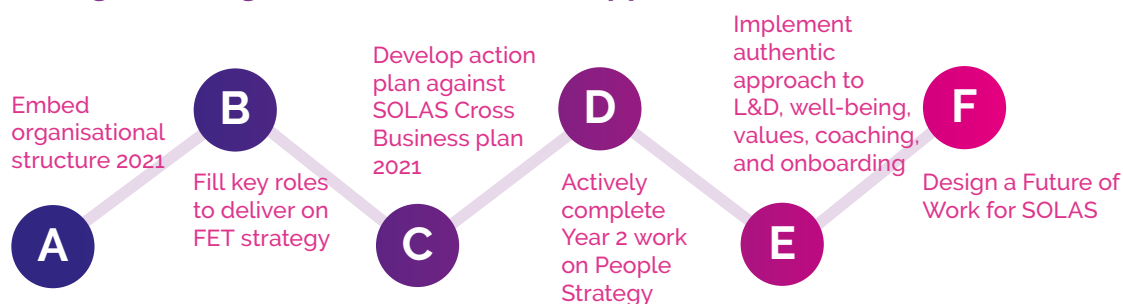 Embed
organisational
structure 2021
A
B
Fill key roles
to deliver on
FET strategy
Develop action
plan against
SOLAS Cross
Business plan
2021
C
D
Actively
complete
Year 2 work
on People
Strategy
Implement
authentic
approach to
L&D, well-being,
values, coaching,
and onboarding
E
F
Design a Future of
Work for SOLAS